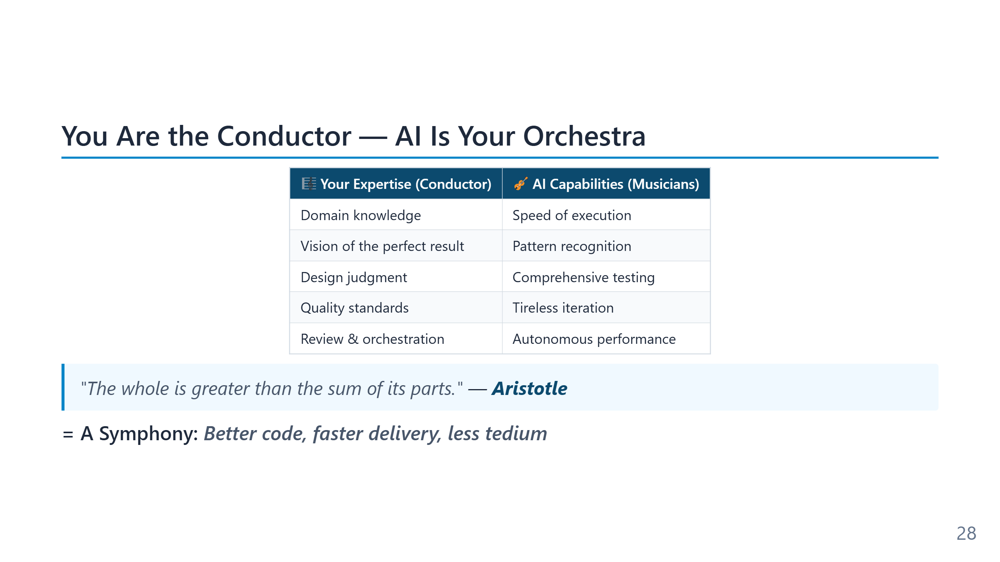 You Are the Conductor — AI Is Your Orchestra
🎼 Your Expertise (Conductor) 🎻 AI Capabilities (Musicians)
Domain knowledge Speed of execution
Vision of the perfect result Pattern recognition
Design judgment Comprehensive testing
Quality standards Tireless iteration
Review & orchestration Autonomous performance
"The whole is greater than the sum of its parts." — Aristotle
= A Symphony: Better code, faster delivery, less tedium
28